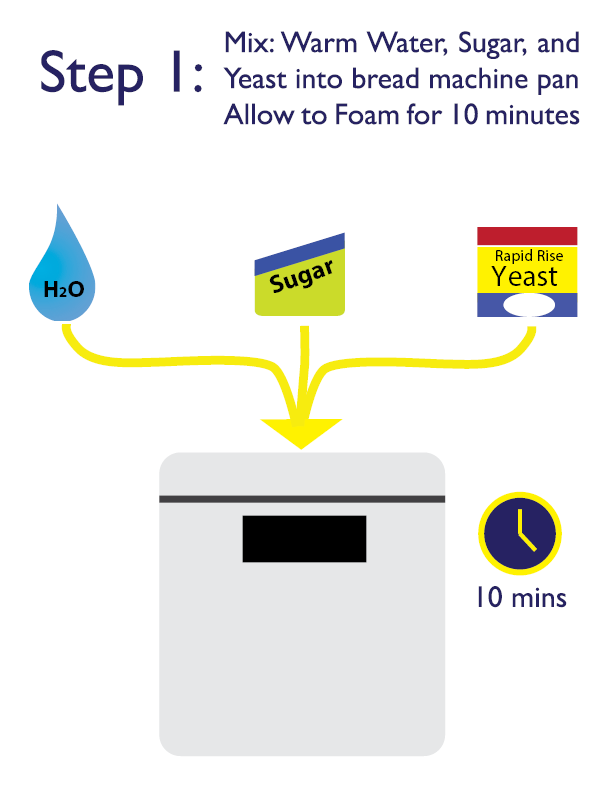 Step 1:
Mix: Warm Water, Sugar, and
Yeast into bread machine pan
Allow to Foam for 10 minutes
H₂O
Sugar
Rapid Rise
Yeast
10 mins